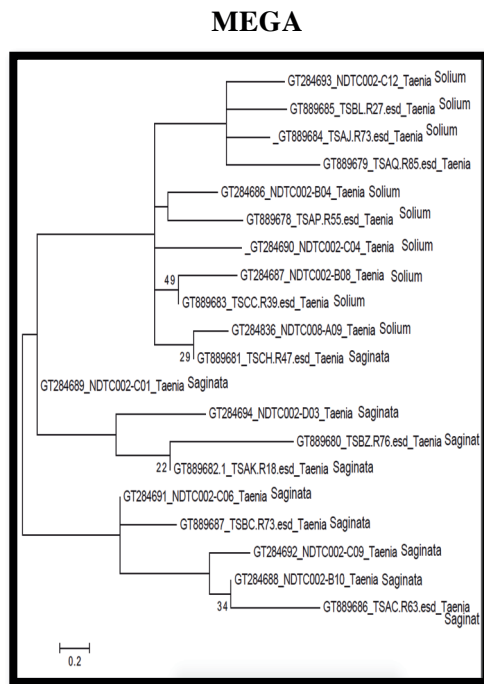 MEGA
GT284693_NDTC002-C12_Taenia Solium
GT889685_TSBL.R27.esd_Taenia Solium
_GT889684_TSAJ.R73.esd_Taenia Solium
GT889679_TSAQ.R85.esd_Taenia
GT284686_NDTC002-B04_Taenia Solium
GT889678_TSAP.R55.esd_Taenia Solium
_GT284690_NDTC002-C04_Taenia Solium
49
GT284687_NDTC002-B08_Taenia Solium
GT889683_TSCC.R39.esd_Taenia Solium
GT284836_NDTC008-A09_Taenia Solium
29 GT889681_TSCH.R47.esd_Taenia Saginata
GT284689_NDTC002-C01_Taenia Saginata
GT284694_NDTC002-D03_Taenia Saginata
GT889680_TSBZ.R76.esd_Taenia Saginat
22 GT889682.1_TSAK.R18.esd_Taenia Saginata
GT284691_NDTC002-C06_Taenia Saginata
GT889687_TSBC.R73.esd_Taenia Saginata
GT284692_NDTC002-C09_Taenia Saginata
GT284688_NDTC002-B10_Taenia Saginata
34 GT889686_TSAC.R63.esd_Taenia
Saginat
0.2